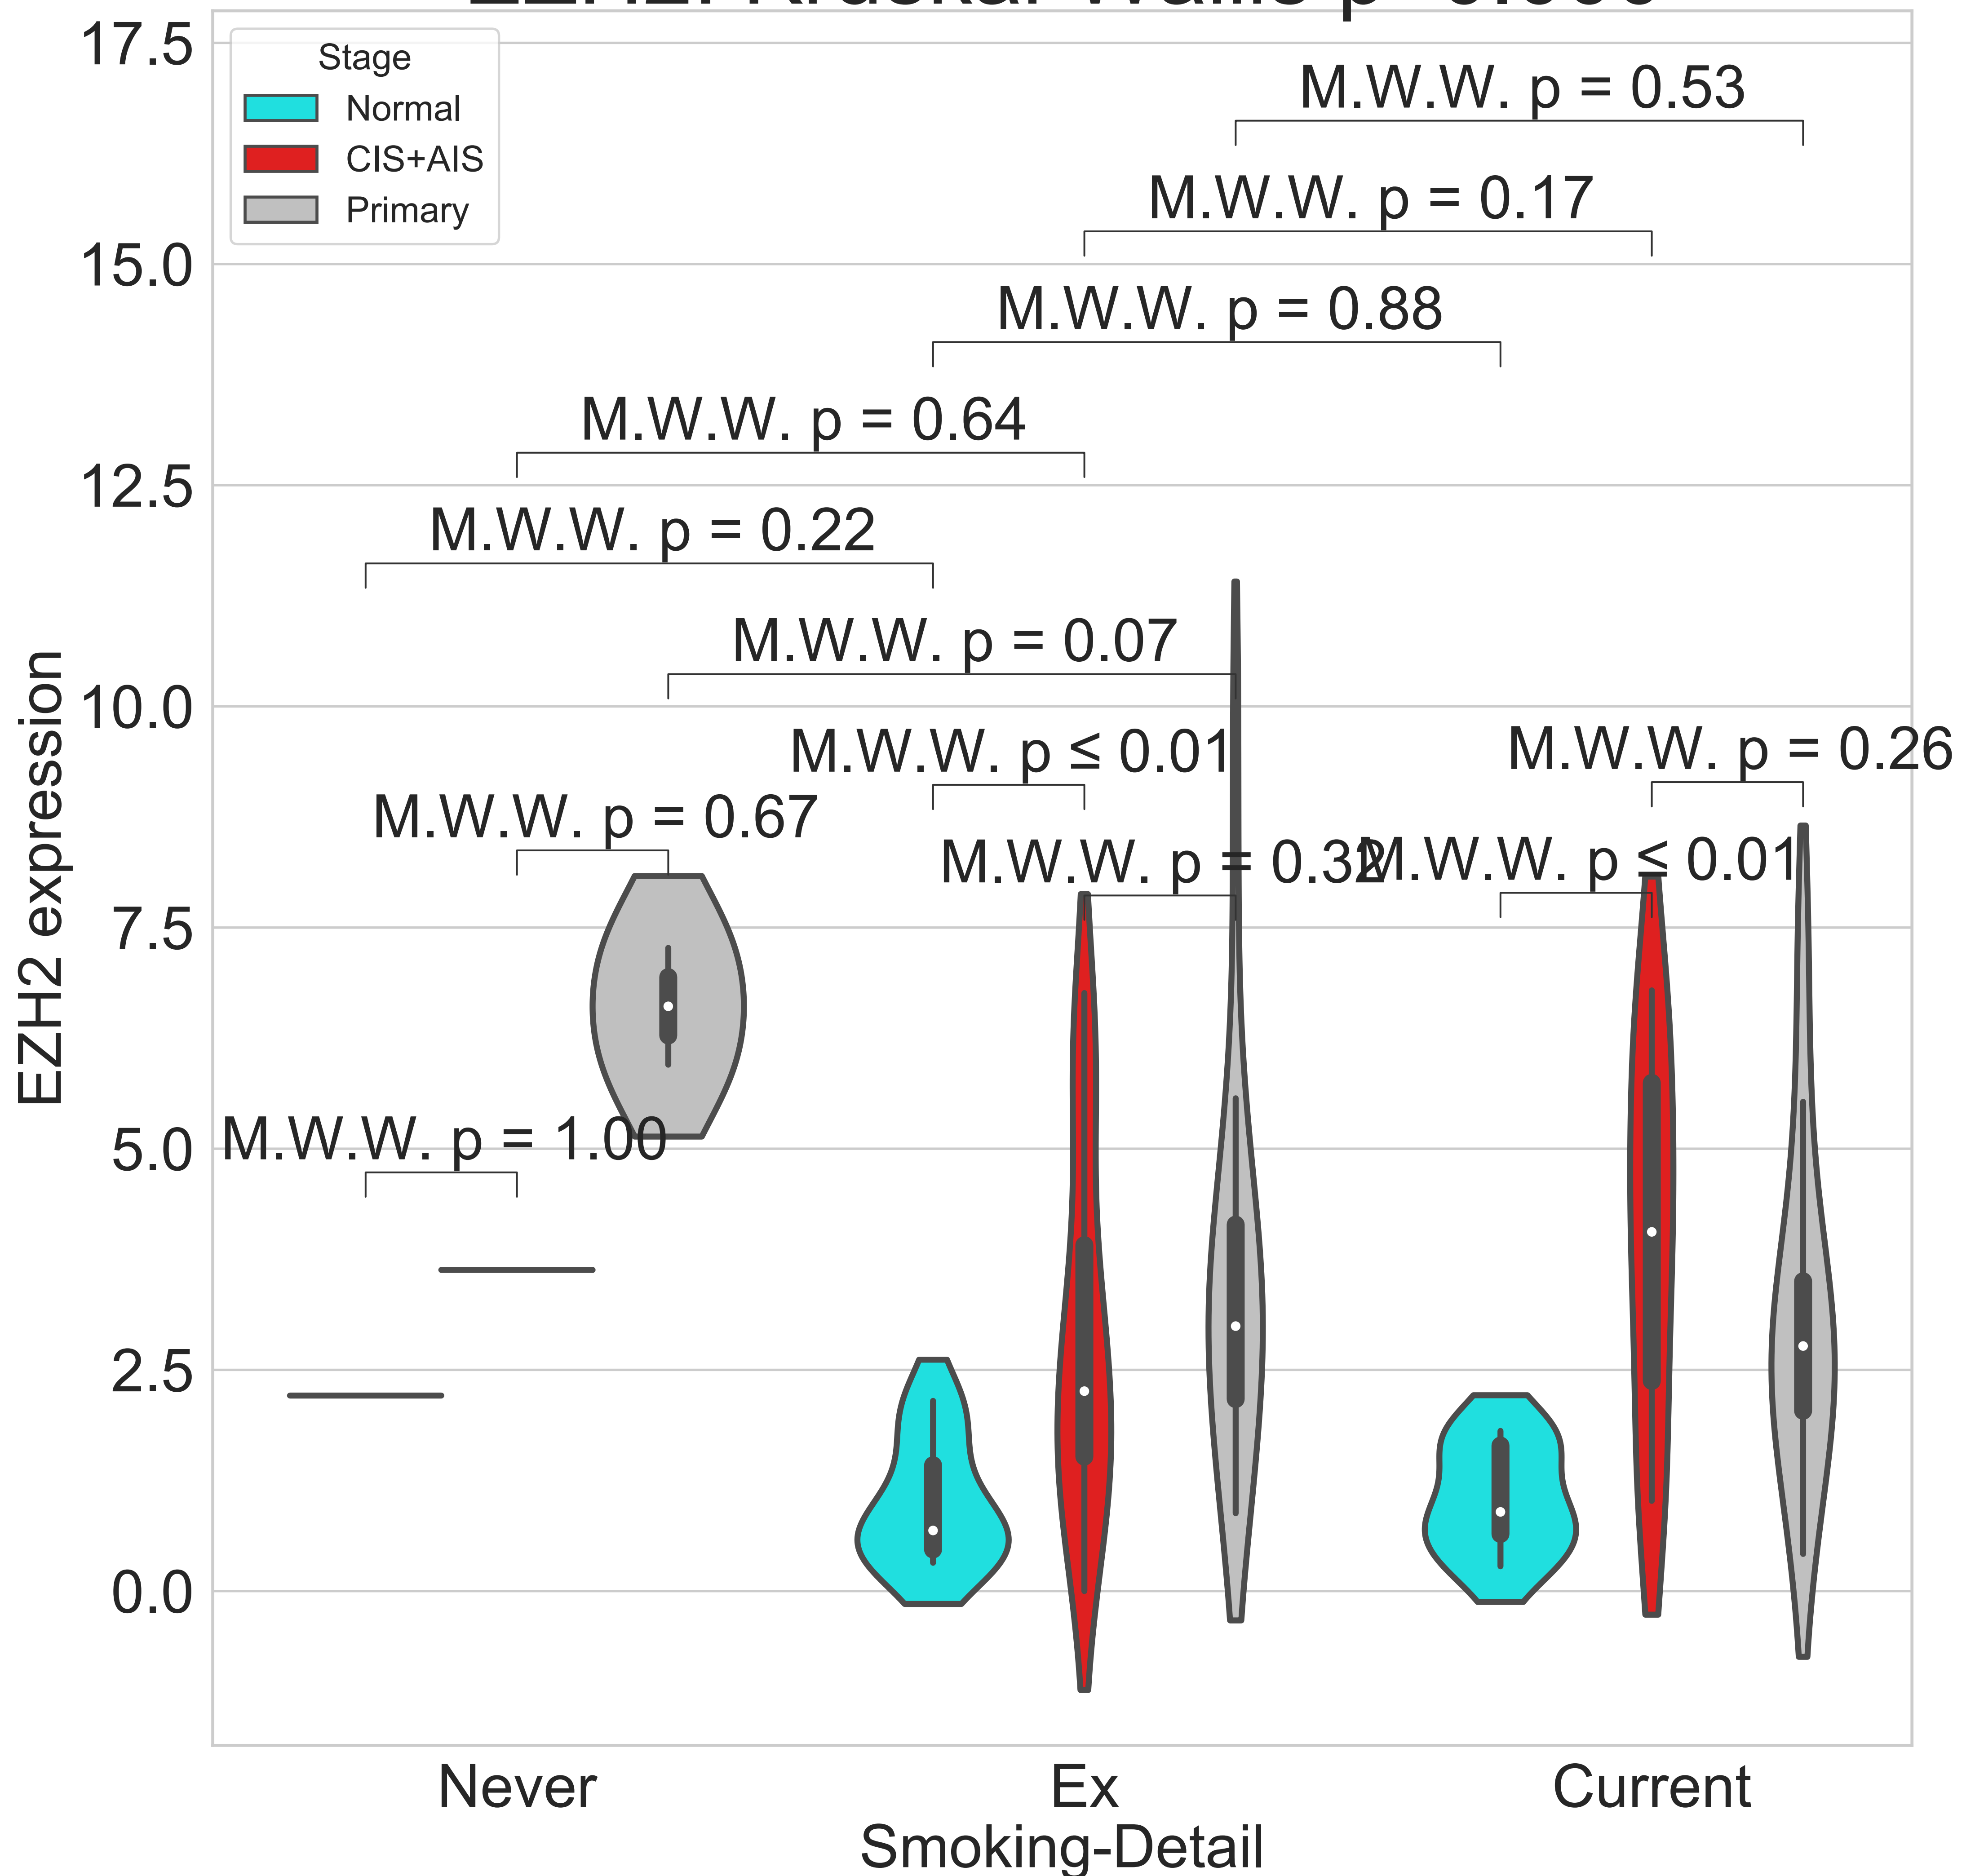 17.5
Stage
Normal
CIS+AIS
Primary
M.W.W. p = 0.53
M.W.W. p = 0.17
15.0
M.W.W. p = 0.88
M.W.W. p = 0.64
12.5
M.W.W. p = 0.22
M.W.W. p = 0.07
10.0
M.W.W. p ≤ 0.01
M.W.W. p = 0.26
M.W.W. p = 0.67
M.W.W. p = 0.32
M.W.W. p ≤ 0.01
7.5
EZH2 expression
M.W.W. p = 1.00
5.0
2.5
0.0
Never
Ex
Current
Smoking-Detail